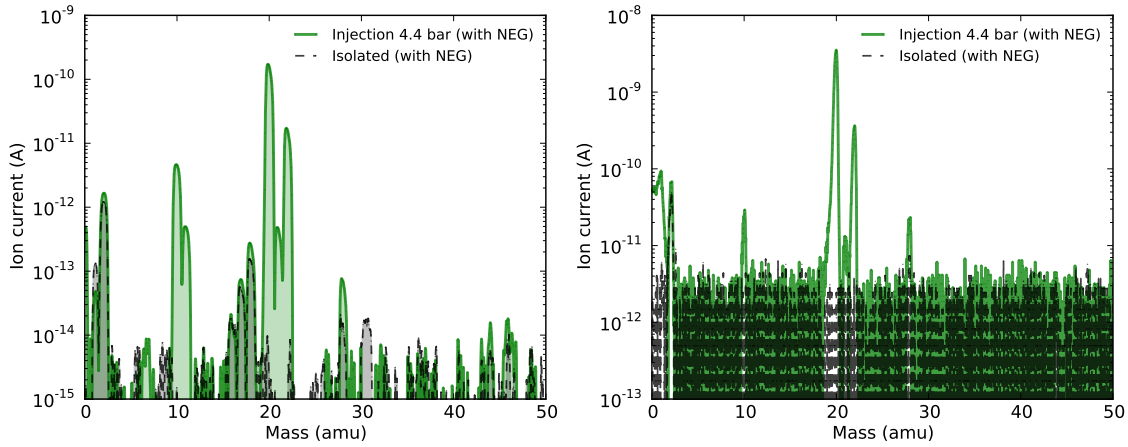 Injection 4.4 bar (with NEG)
Isolated (with NEG)
Ion current (A)
10⁻⁹
10⁻¹⁰
10⁻¹¹
10⁻¹²
10⁻¹³
10⁻¹⁴
10⁻¹⁵
0 10 20 30 40 50
Mass (amu)
Injection 4.4 bar (with NEG)
Isolated (with NEG)
Ion current (A)
10⁻⁸
10⁻⁹
10⁻¹⁰
10⁻¹¹
10⁻¹²
10⁻¹³
0 10 20 30 40 50
Mass (amu)